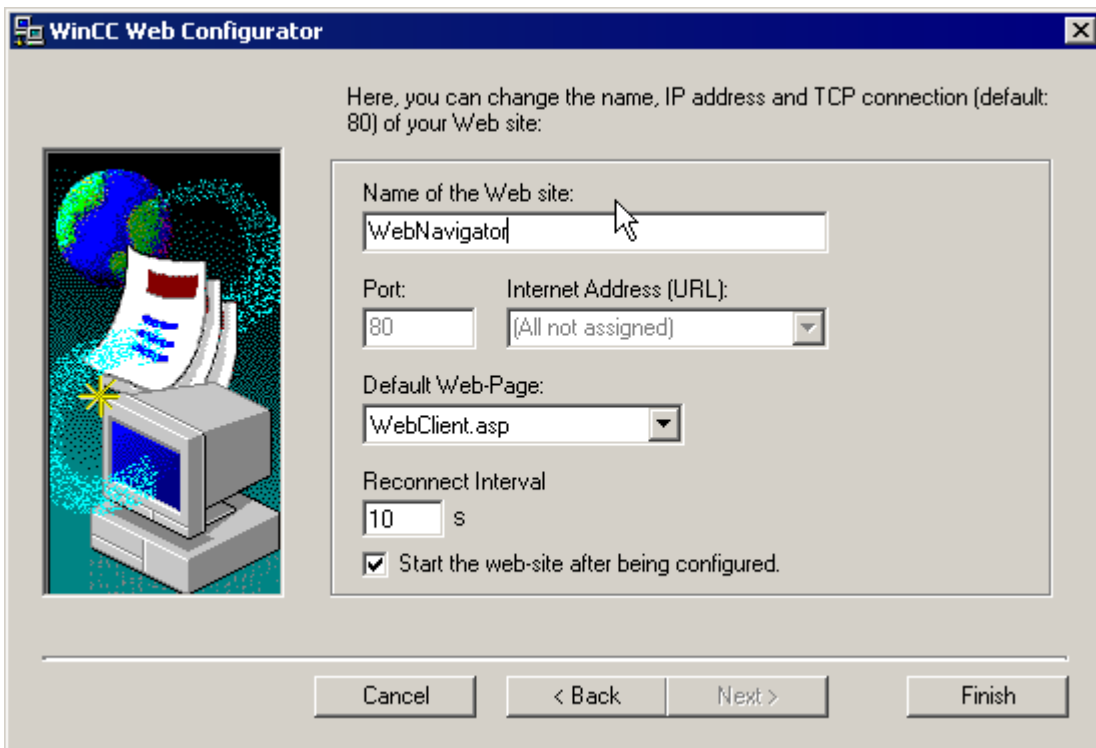 WinCC Web Configurator
Here, you can change the name, IP address and TCP connection (default:
80) of your Web site:
Name of the Web site:
WebNavigator
Port: Internet Address (URL):
80 (All not assigned)
Default Web-Page:
WebClient.asp
Reconnect Interval
10 s
Start the web-site after being configured.
Cancel < Back Next > Finish